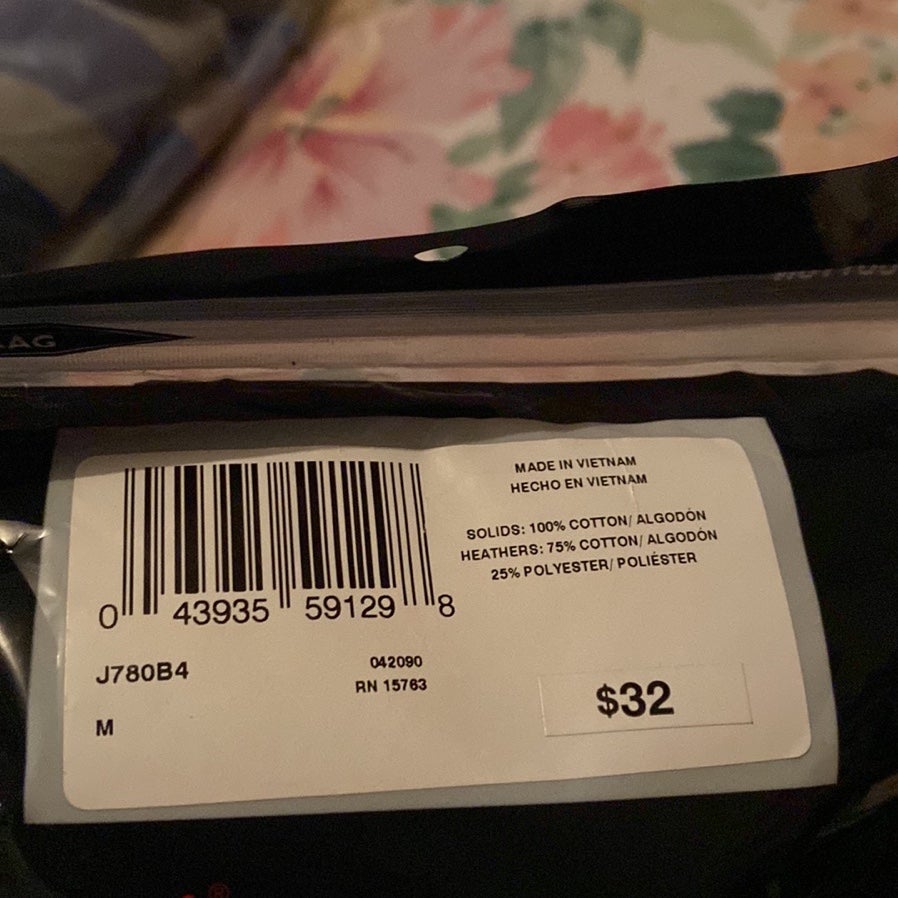 AG
MADE IN VIETNAM
HECHO EN VIETNAM
SOLIDS: 100% COTTON/ ALGODÓN
HEATHERS: 75% COTTON/ ALGODÓN
25% POLYESTER/ POLIÉSTER
0 43935 59129 8
J780B4
042090
RN 15763
M
$32
®